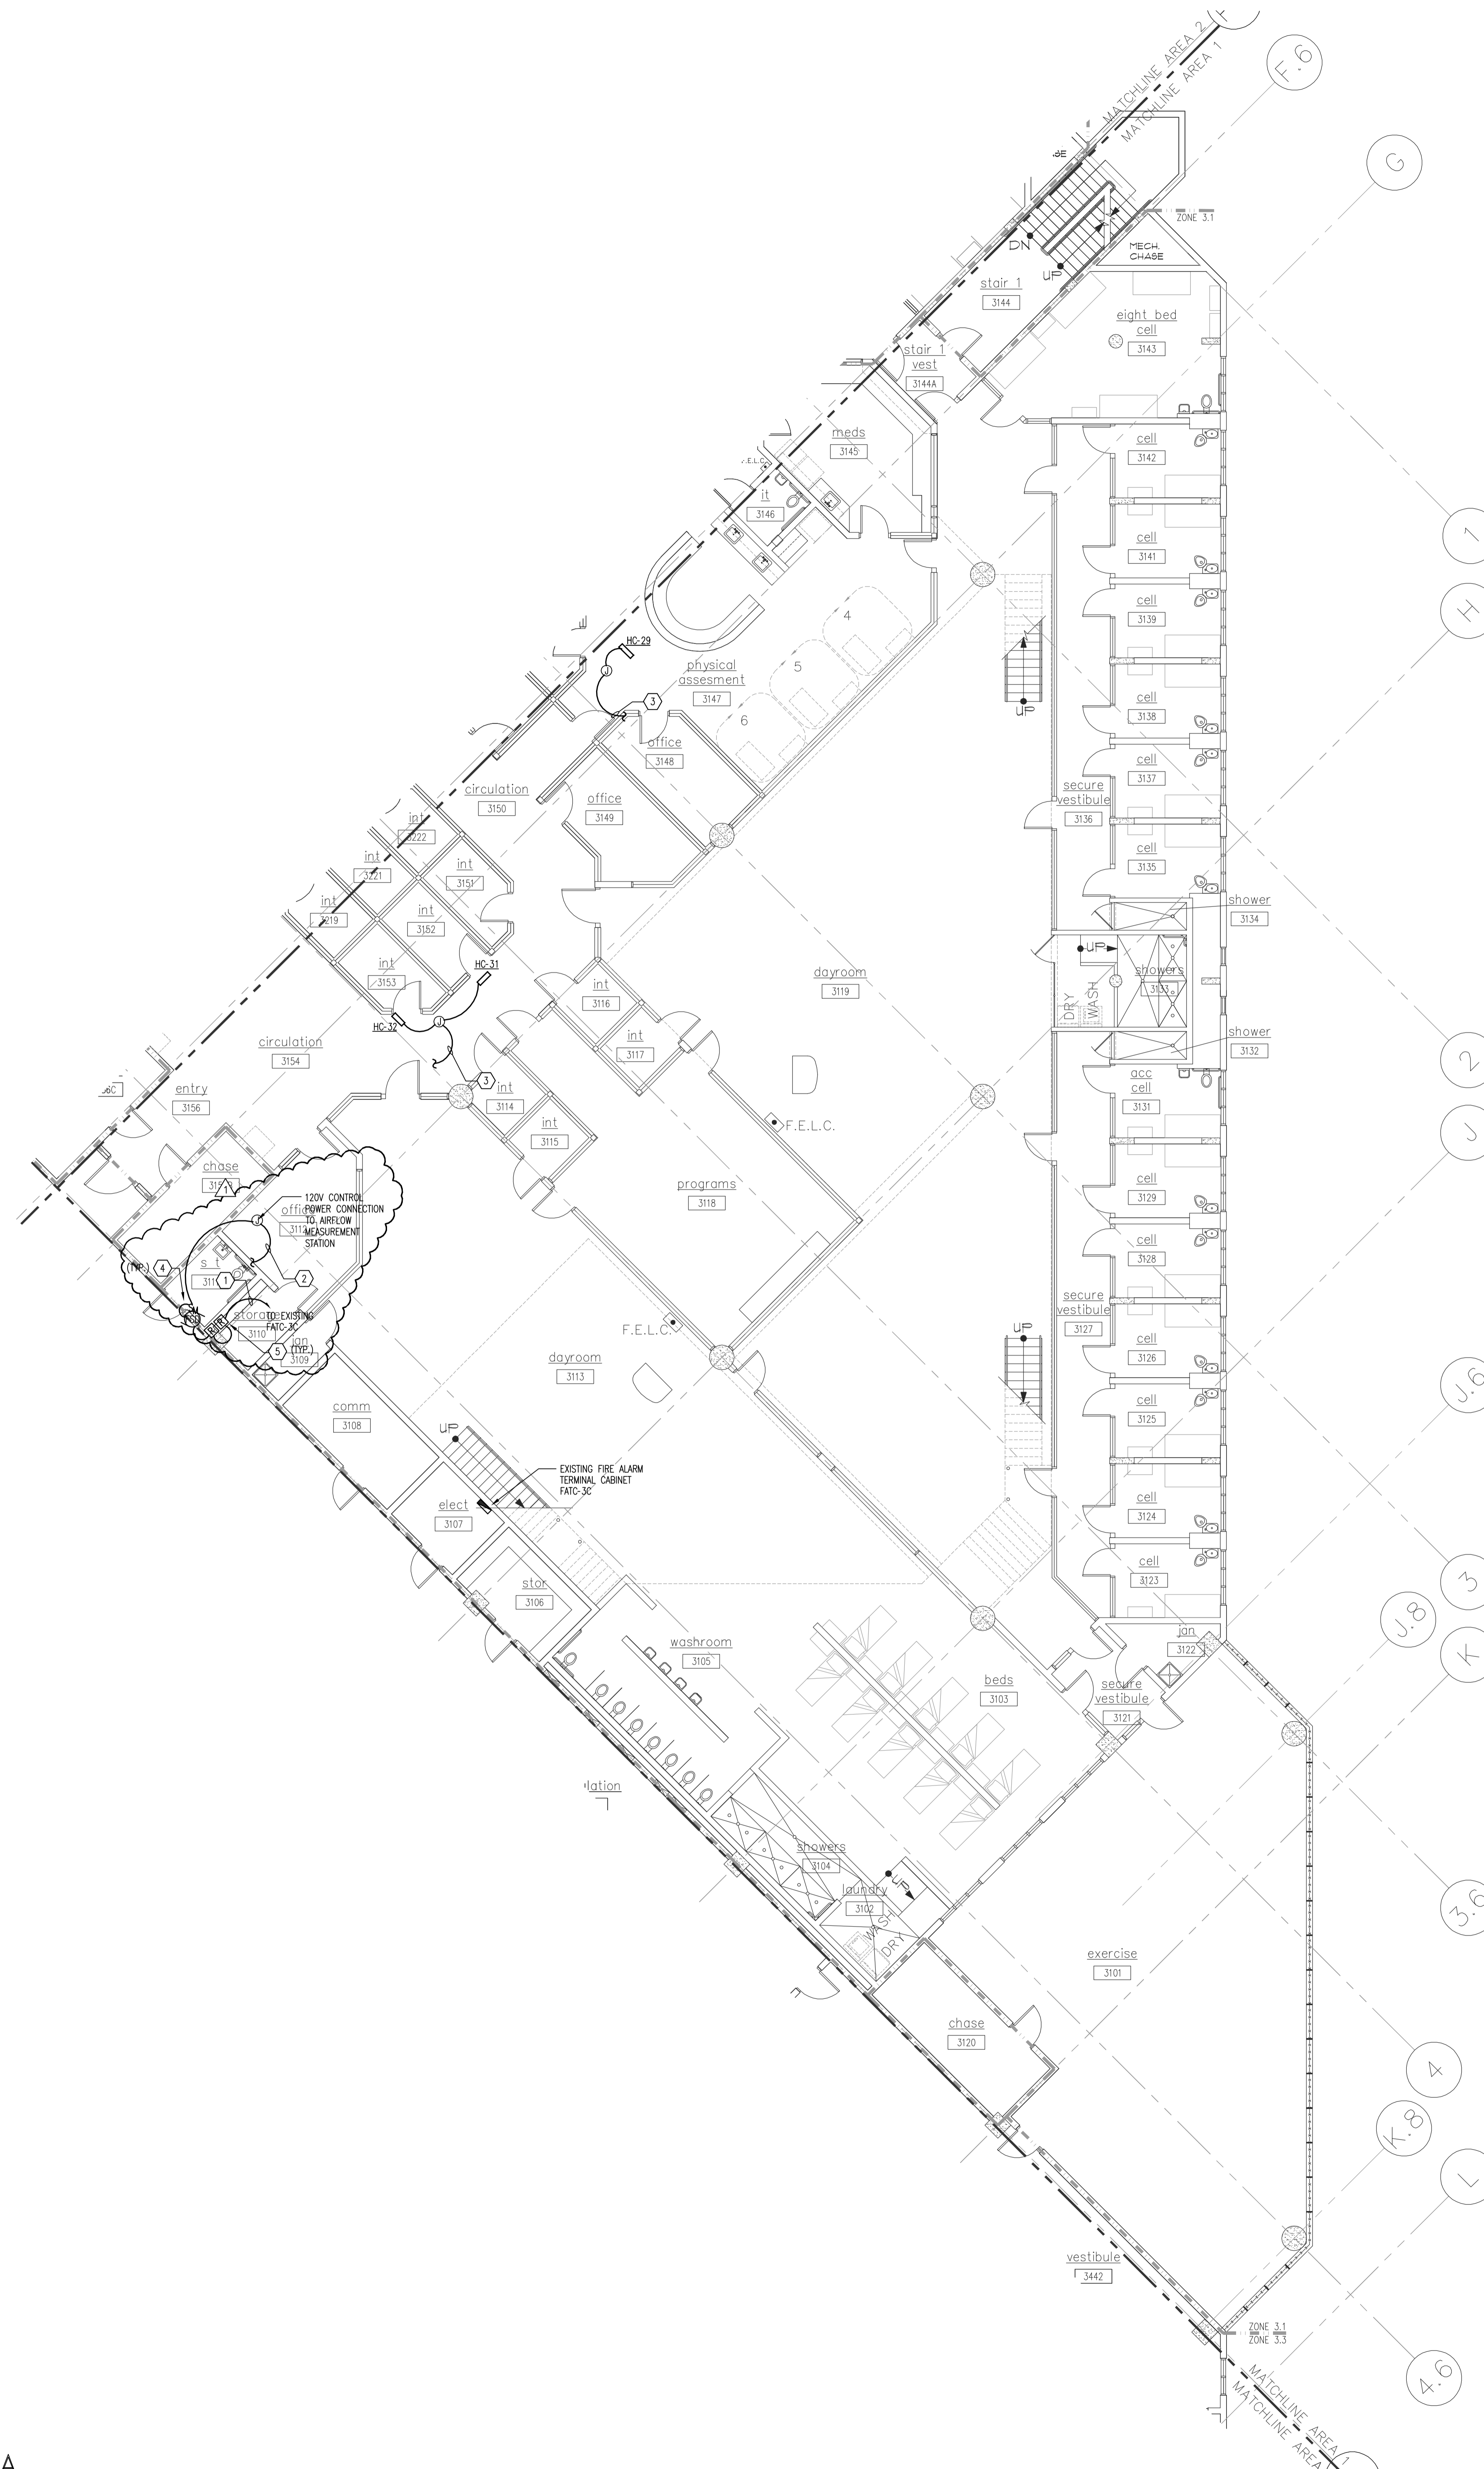 MATCHLINE AREA 2
MATCHLINE AREA 1
F.6
G
ZONE 3.1
MECH.
CHASE
DN
UP
stair 1
3144
eight bed
cell
3143
stair 1
vest
3144A
meds
3145
cell
3142
it
3146
1
cell
3141
cell
3139
H
4
HC-29
physical
assesment
3147
5
6
3
cell
3138
UP
office
3148
cell
3137
circulation
3150
office
3149
secure
vestibule
3136
int
3222
cell
3135
int
3221
int
3151
shower
3134
int
3219
int
3152
UP
int
3153
HC-31
dayroom
3119
showers
3133
int
3116
DRY
WASH
HC-32
shower
3132
int
3117
circulation
3154
2
acc
cell
3131
3
entry
3156
int
3114
F.E.L.C.
int
3115
J
chase
1
programs
3118
cell
3129
120V CONTROL
POWER CONNECTION
TO AIRFLOW
MEASUREMENT
STATION
office
3112
cell
3128
(TYP.) 4
s t
1
2
secure
vestibule
3127
TO EXISTING
FATC-3C
storage
3110
F.E.L.C.
UP
5 (TYP.)
jan
3109
dayroom
3113
cell
3126
J.6
comm
3108
cell
3125
UP
EXISTING FIRE ALARM
TERMINAL CABINET
FATC-3C
elect
3107
cell
3124
stor
3106
cell
3123
3
J.8
washroom
3105
jan
3122
K
beds
3103
secure
vestibule
3121
lation
showers
3104
laundry
3102
UP
WASH
DRY
3.6
exercise
3101
chase
3120
4
K.8
L
vestibule
3442
ZONE 3.1
ZONE 3.3
4.6
MATCHLINE AREA 1
MATCHLINE AREA